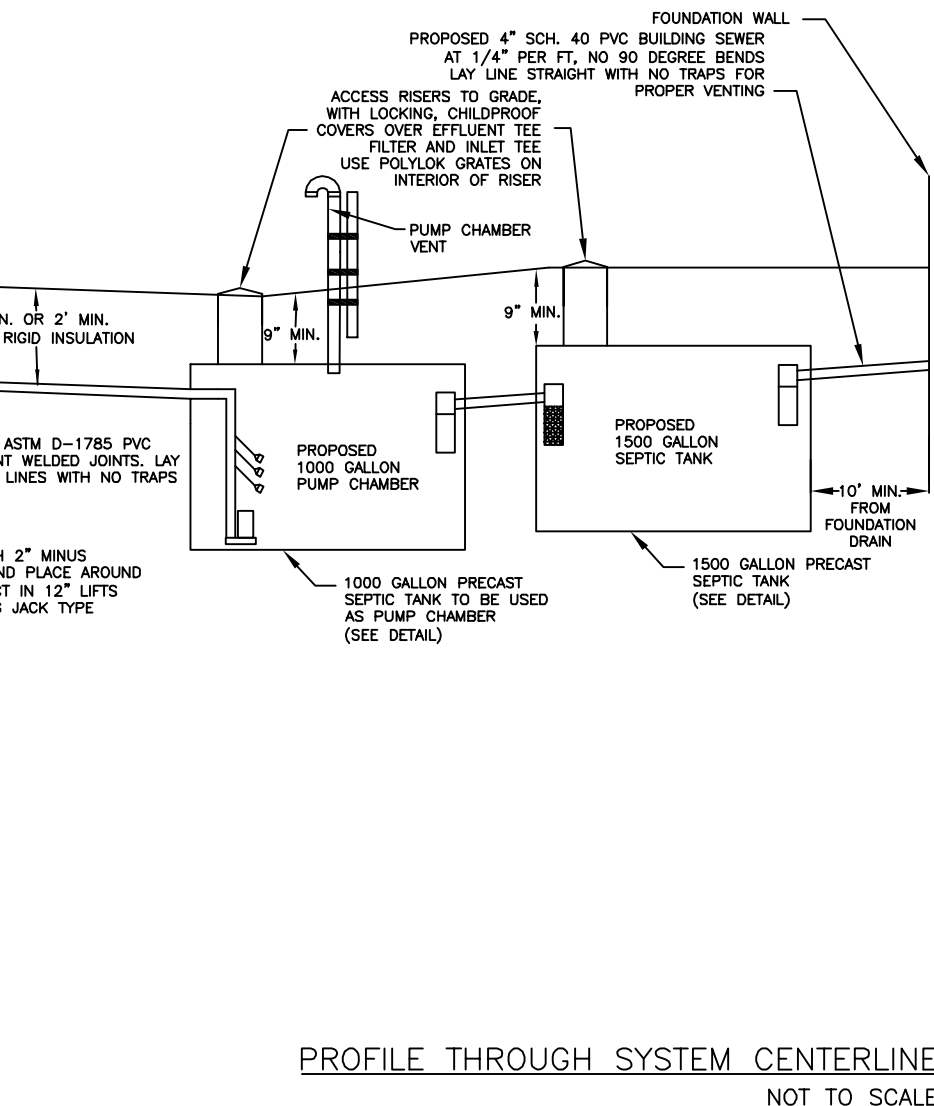 FOUNDATION WALL
PROPOSED 4" SCH. 40 PVC BUILDING SEWER
AT 1/4" PER FT, NO 90 DEGREE BENDS
LAY LINE STRAIGHT WITH NO TRAPS FOR
PROPER VENTING
ACCESS RISERS TO GRADE,
WITH LOCKING, CHILDPROOF
COVERS OVER EFFLUENT TEE
FILTER AND INLET TEE
USE POLYLOK GRATES ON
INTERIOR OF RISER
PUMP CHAMBER
VENT
N. OR 2' MIN.
RIGID INSULATION
9" MIN.
9" MIN.
ASTM D-1785 PVC
NT WELDED JOINTS. LAY
LINES WITH NO TRAPS
PROPOSED
1000 GALLON
PUMP CHAMBER
PROPOSED
1500 GALLON
SEPTIC TANK
10' MIN.
FROM
FOUNDATION
DRAIN
H 2" MINUS
ND PLACE AROUND
CT IN 12" LIFTS
S JACK TYPE
1000 GALLON PRECAST
SEPTIC TANK TO BE USED
AS PUMP CHAMBER
(SEE DETAIL)
1500 GALLON PRECAST
SEPTIC TANK
(SEE DETAIL)
PROFILE THROUGH SYSTEM CENTERLINE
NOT TO SCALE